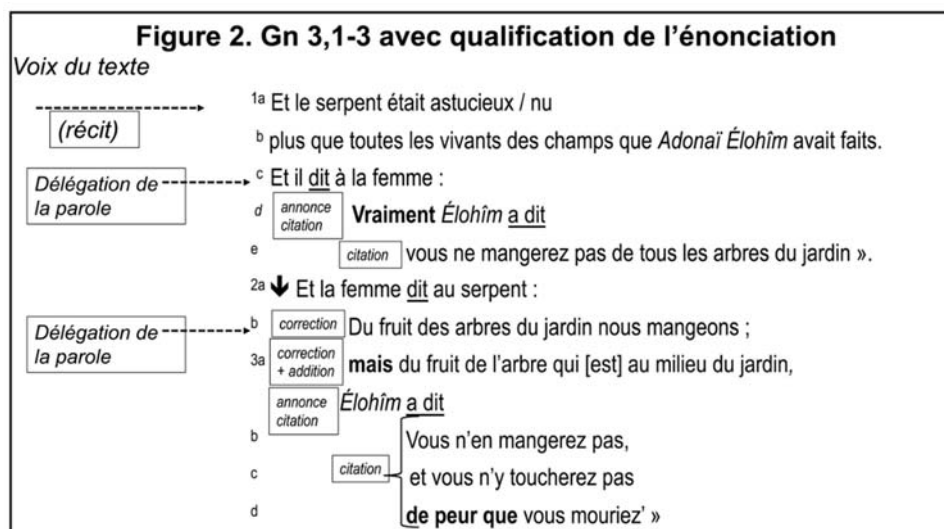 Figure 2. Gn 3,1-3 avec qualification de l’énonciation
Voix du texte
(récit)
1a Et le serpent était astucieux / nu
b plus que toutes les vivants des champs que Adonaï Élohîm avait faits.
Délégation de la parole
c Et il dit à la femme :
d annonce citation Vraiment Élohîm a dit
e citation vous ne mangerez pas de tous les arbres du jardin ».
2a 🡻 Et la femme dit au serpent :
Délégation de la parole
b correction Du fruit des arbres du jardin nous mangeons ;
3a correction + addition mais du fruit de l’arbre qui [est] au milieu du jardin,
annonce citation Élohîm a dit
b Vous n’en mangerez pas,
c citation et vous n’y toucherez pas
d de peur que vous mouriez’ »